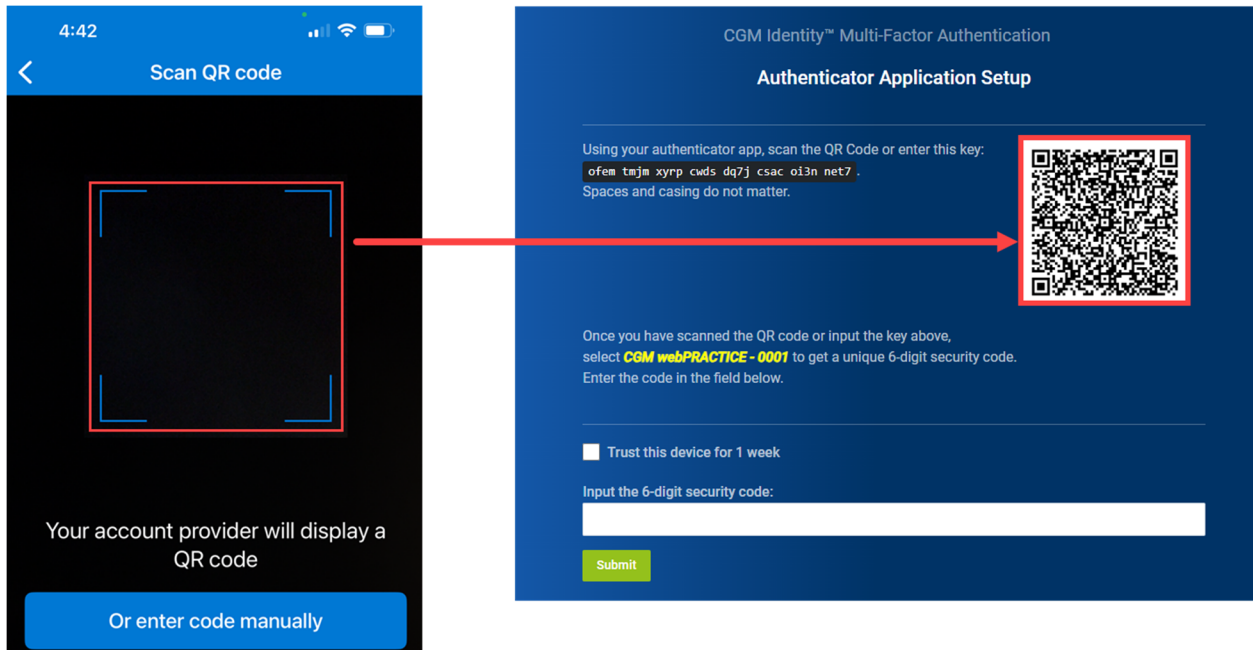 4:42
Scan QR code
Your account provider will display a
QR code
Or enter code manually
CGM Identity™ Multi-Factor Authentication
Authenticator Application Setup
Using your authenticator app, scan the QR Code or enter this key:
ofem tmjm xyrp cwds dq7j csac oi3n net7 .
Spaces and casing do not matter.
Once you have scanned the QR code or input the key above,
select CGM webPRACTICE - 0001 to get a unique 6-digit security code.
Enter the code in the field below.
Trust this device for 1 week
Input the 6-digit security code:
Submit